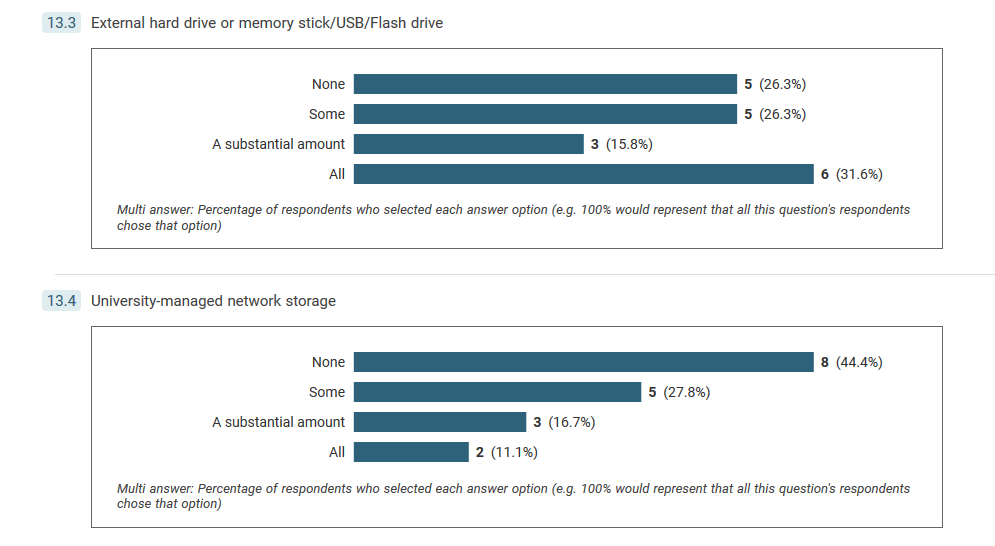 13.3 External hard drive or memory stick/USB/Flash drive
None 5 (26.3%)
Some 5 (26.3%)
A substantial amount 3 (15.8%)
All 6 (31.6%)
Multi answer: Percentage of respondents who selected each answer option (e.g. 100% would represent that all this question's respondents
chose that option)
13.4 University-managed network storage
None 8 (44.4%)
Some 5 (27.8%)
A substantial amount 3 (16.7%)
All 2 (11.1%)
Multi answer: Percentage of respondents who selected each answer option (e.g. 100% would represent that all this question's respondents
chose that option)